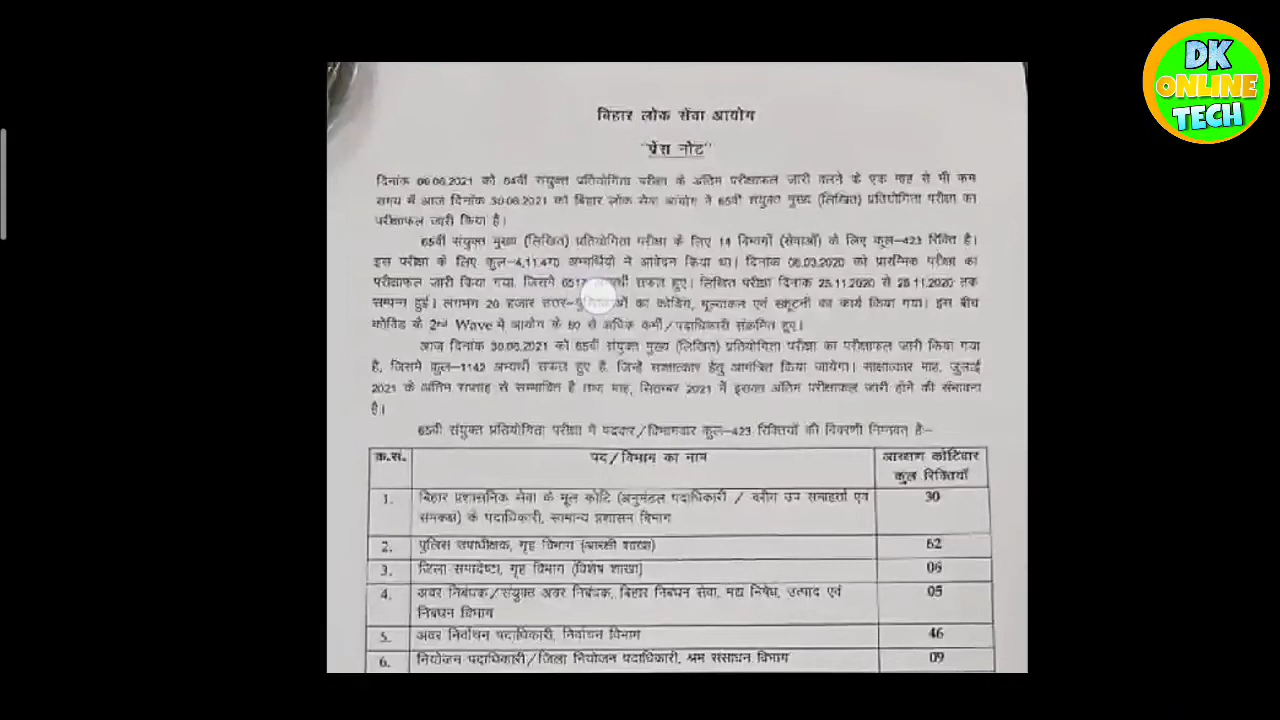 DK
ONLINE
TECH
बिहार लोक सेवा आयोग
"प्रेस नोट"
दिनांक 06.06.2021 को 64वीं संयुक्त प्रतियोगिता परीक्षा के अंतिम परीक्षाफल जारी करने के एक माह से भी कम
समय में आज दिनांक 30.06.2021 को बिहार लोक सेवा आयोग ने 65वीं संयुक्त मुख्य (लिखित) प्रतियोगिता परीक्षा का
परीक्षाफल जारी किया है।
65वीं संयुक्त मुख्य (लिखित) प्रतियोगिता परीक्षा के लिए 14 विभागों (सेवाओं) के लिए कुल-423 रिक्ति है।
इस परीक्षा के लिए कुल-4,11,470 अभ्यर्थियों ने आवेदन किया था। दिनांक 06.03.2020 को प्रारम्भिक परीक्षा का
परीक्षाफल जारी किया गया, जिसमें 6517 अभ्यर्थी सफल हुए। लिखित परीक्षा दिनांक 25.11.2020 से 28.11.2020 तक
सम्पन्न हुई। लगभग 20 हजार उत्तर-पुस्तिकाओं का कोडिंग, मूल्यांकन एवं स्क्रूटनी का कार्य किया गया। इस बीच
कोविड के 2nd Wave में आयोग के 50 से अधिक कर्मी/पदाधिकारी संक्रमित हुए।
आज दिनांक 30.06.2021 को 65वीं संयुक्त मुख्य (लिखित) प्रतियोगिता परीक्षा का परीक्षाफल जारी किया गया
है, जिसमें कुल-1142 अभ्यर्थी सफल हुए हैं, जिन्हें साक्षात्कार हेतु आमंत्रित किया जायेगा। साक्षात्कार माह, जुलाई
2021 के अंतिम सप्ताह से सम्भावित है तथा माह, सितम्बर 2021 में इसका अंतिम परीक्षाफल जारी होने की संभावना
है।
65वीं संयुक्त प्रतियोगिता परीक्षा में पदवार/विभागवार कुल-423 रिक्तियों की विवरणी निम्नवत् है:-
क्र.सं. पद/विभाग का नाम आरक्षण कोटिवार
कुल रिक्तियाँ
1. बिहार प्रशासनिक सेवा के मूल कोटि (अनुमंडल पदाधिकारी / वरीय उप समाहर्ता एवं 30
समकक्ष) के पदाधिकारी, सामान्य प्रशासन विभाग
2. पुलिस उपाधीक्षक, गृह विभाग (आरक्षी शाखा) 62
3. जिला समादेष्टा, गृह विभाग (विशेष शाखा) 06
4. अवर निबंधक/संयुक्त अवर निबंधक, बिहार निबंधन सेवा, मद्य निषेध, उत्पाद एवं 05
निबंधन विभाग
5. अवर निर्वाचन पदाधिकारी, निर्वाचन विभाग 46
6. नियोजन पदाधिकारी/जिला नियोजन पदाधिकारी, श्रम संसाधन विभाग 09